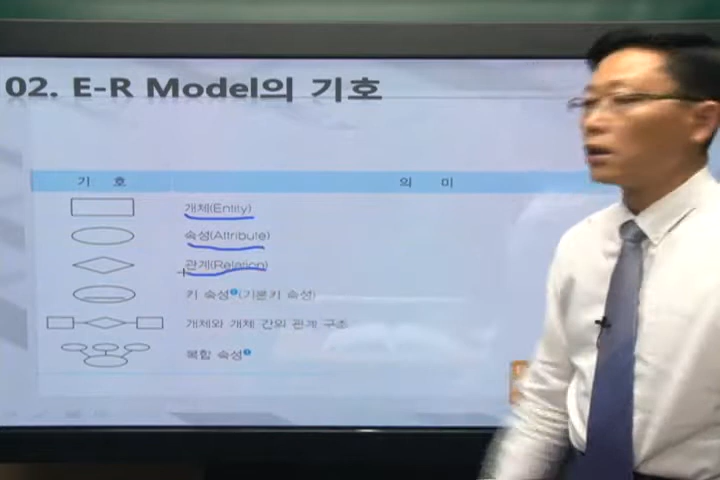 02. E-R Model의 기호
기 호 의 미
개체(Entity)
속성(Attribute)
관계(Relation)
키 속성(기본키 속성)
개체와 개체 간의 관계 구조
복합 속성